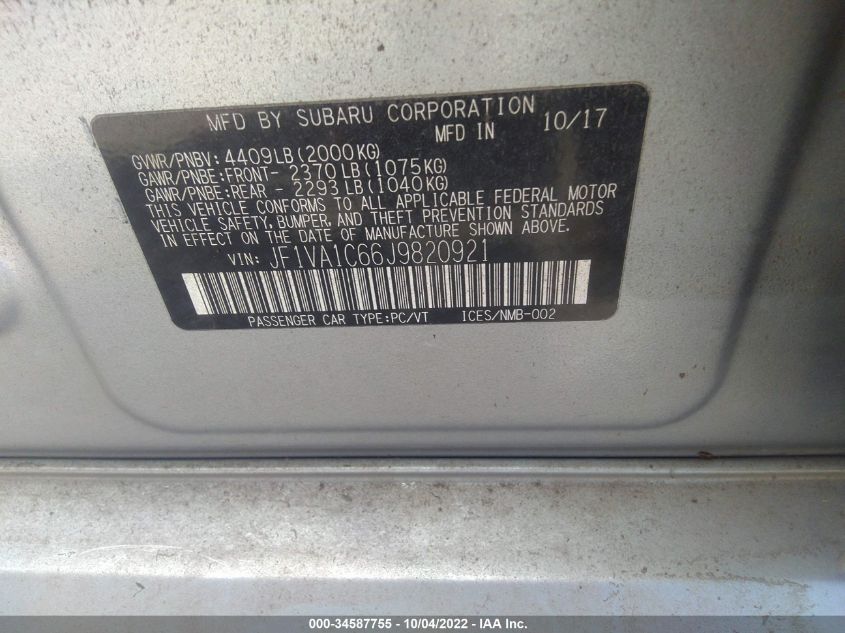 MFD BY SUBARU CORPORATION
MFD IN 10/17
GVWR/PNBV: 4409LB(2000KG)
GAWR/PNBE:FRONT- 2370LB(1075KG)
GAWR/PNBE:REAR - 2293LB(1040KG)
THIS VEHICLE CONFORMS TO ALL APPLICABLE FEDERAL MOTOR
VEHICLE SAFETY, BUMPER, AND THEFT PREVENTION STANDARDS
IN EFFECT ON THE DATE OF MANUFACTURE SHOWN ABOVE.
VIN: JF1VA1C66J9820921
PASSENGER CAR TYPE:PC/VT ICES/NMB-002
000-34587755 - 10/04/2022 - IAA Inc.